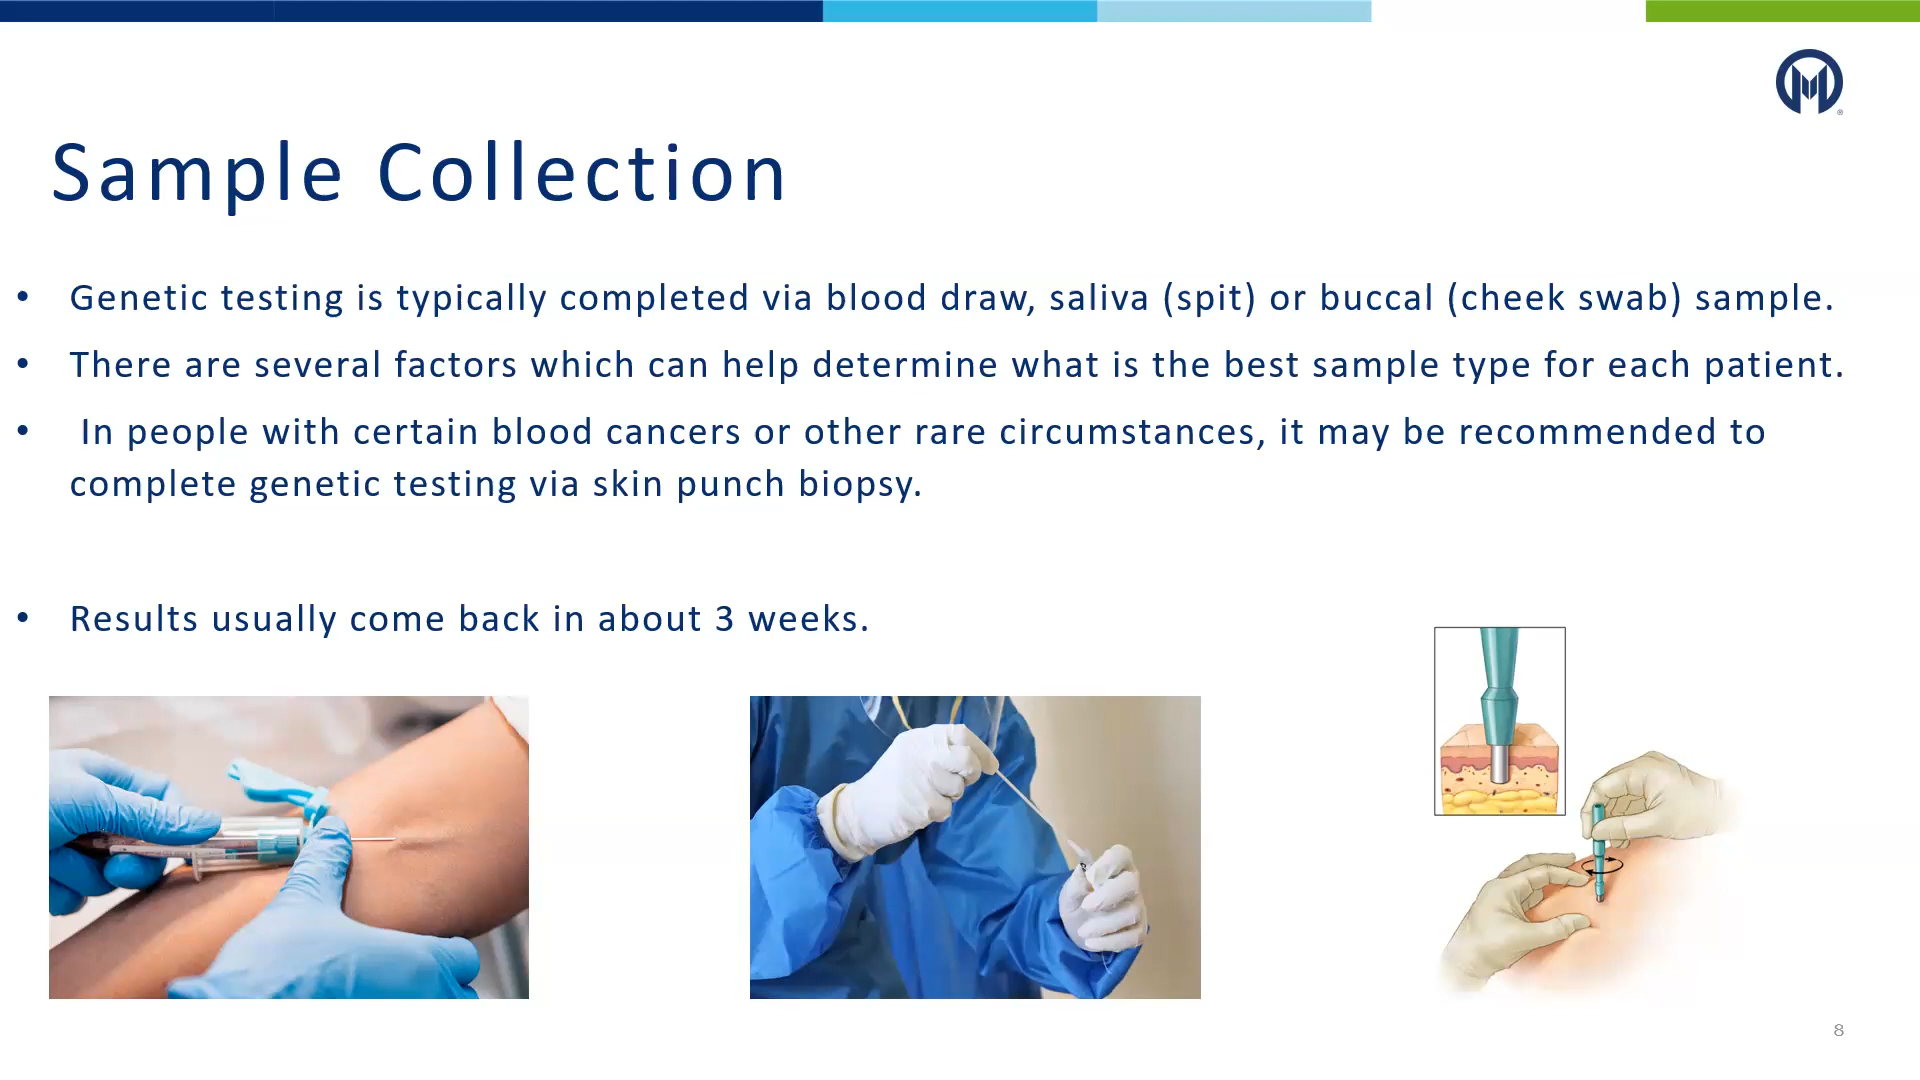 Sample Collection
• Genetic testing is typically completed via blood draw, saliva (spit) or buccal (cheek swab) sample.
• There are several factors which can help determine what is the best sample type for each patient.
• In people with certain blood cancers or other rare circumstances, it may be recommended to
complete genetic testing via skin punch biopsy.
• Results usually come back in about 3 weeks.
8